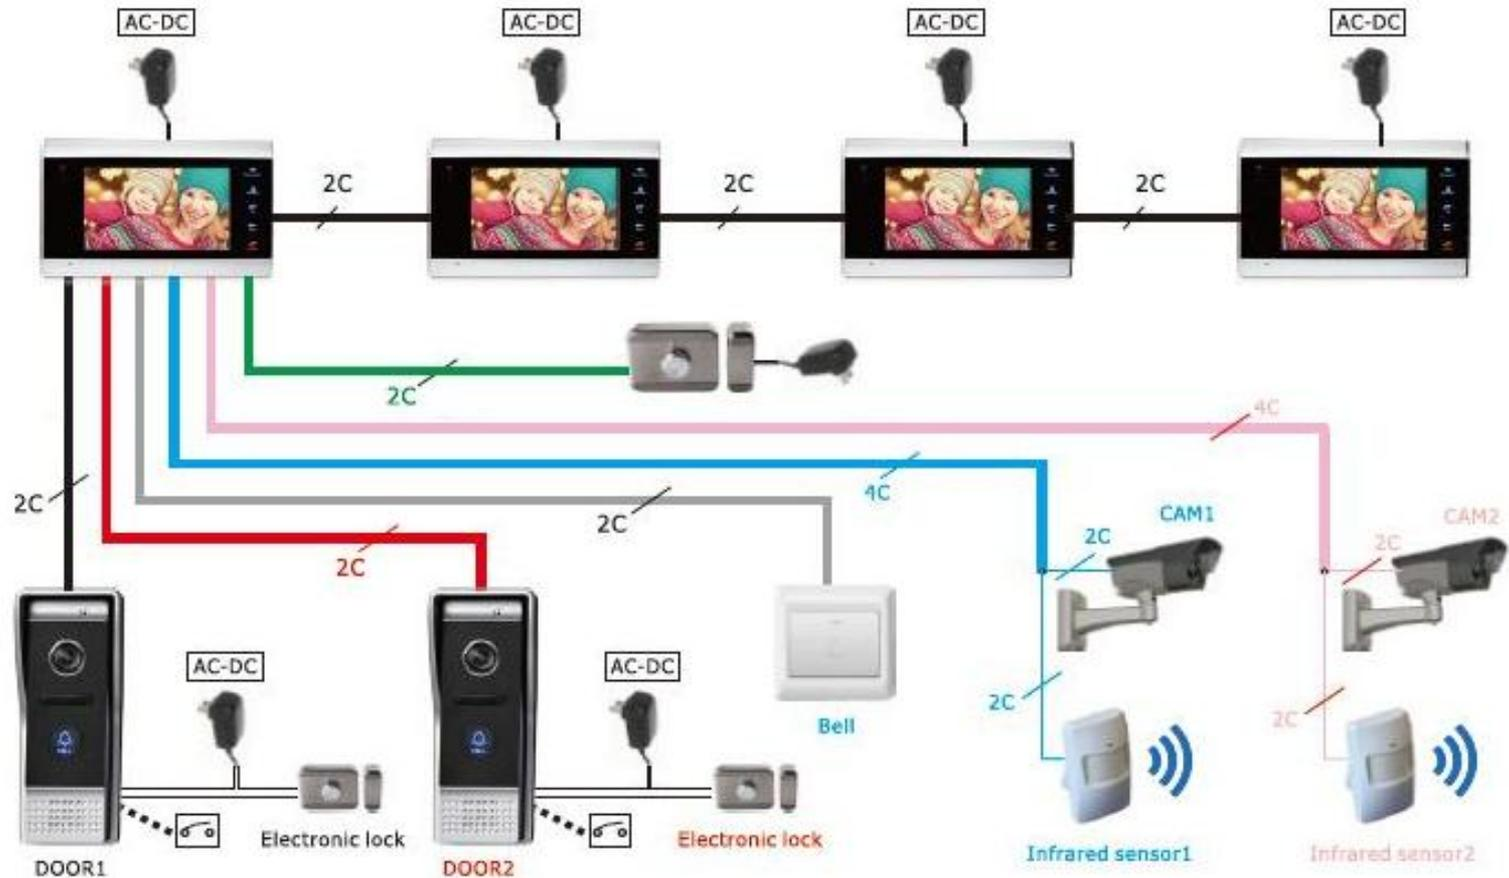 AC-DC
AC-DC
AC-DC
AC-DC
2C
2C
2C
2C
4C
4C
2C
2C
2C
CAM1
CAM2
2C
2C
2C
AC-DC
AC-DC
2C
2C
Bell
Electronic lock
Electronic lock
Infrared sensor1
Infrared sensor2
DOOR1
DOOR2